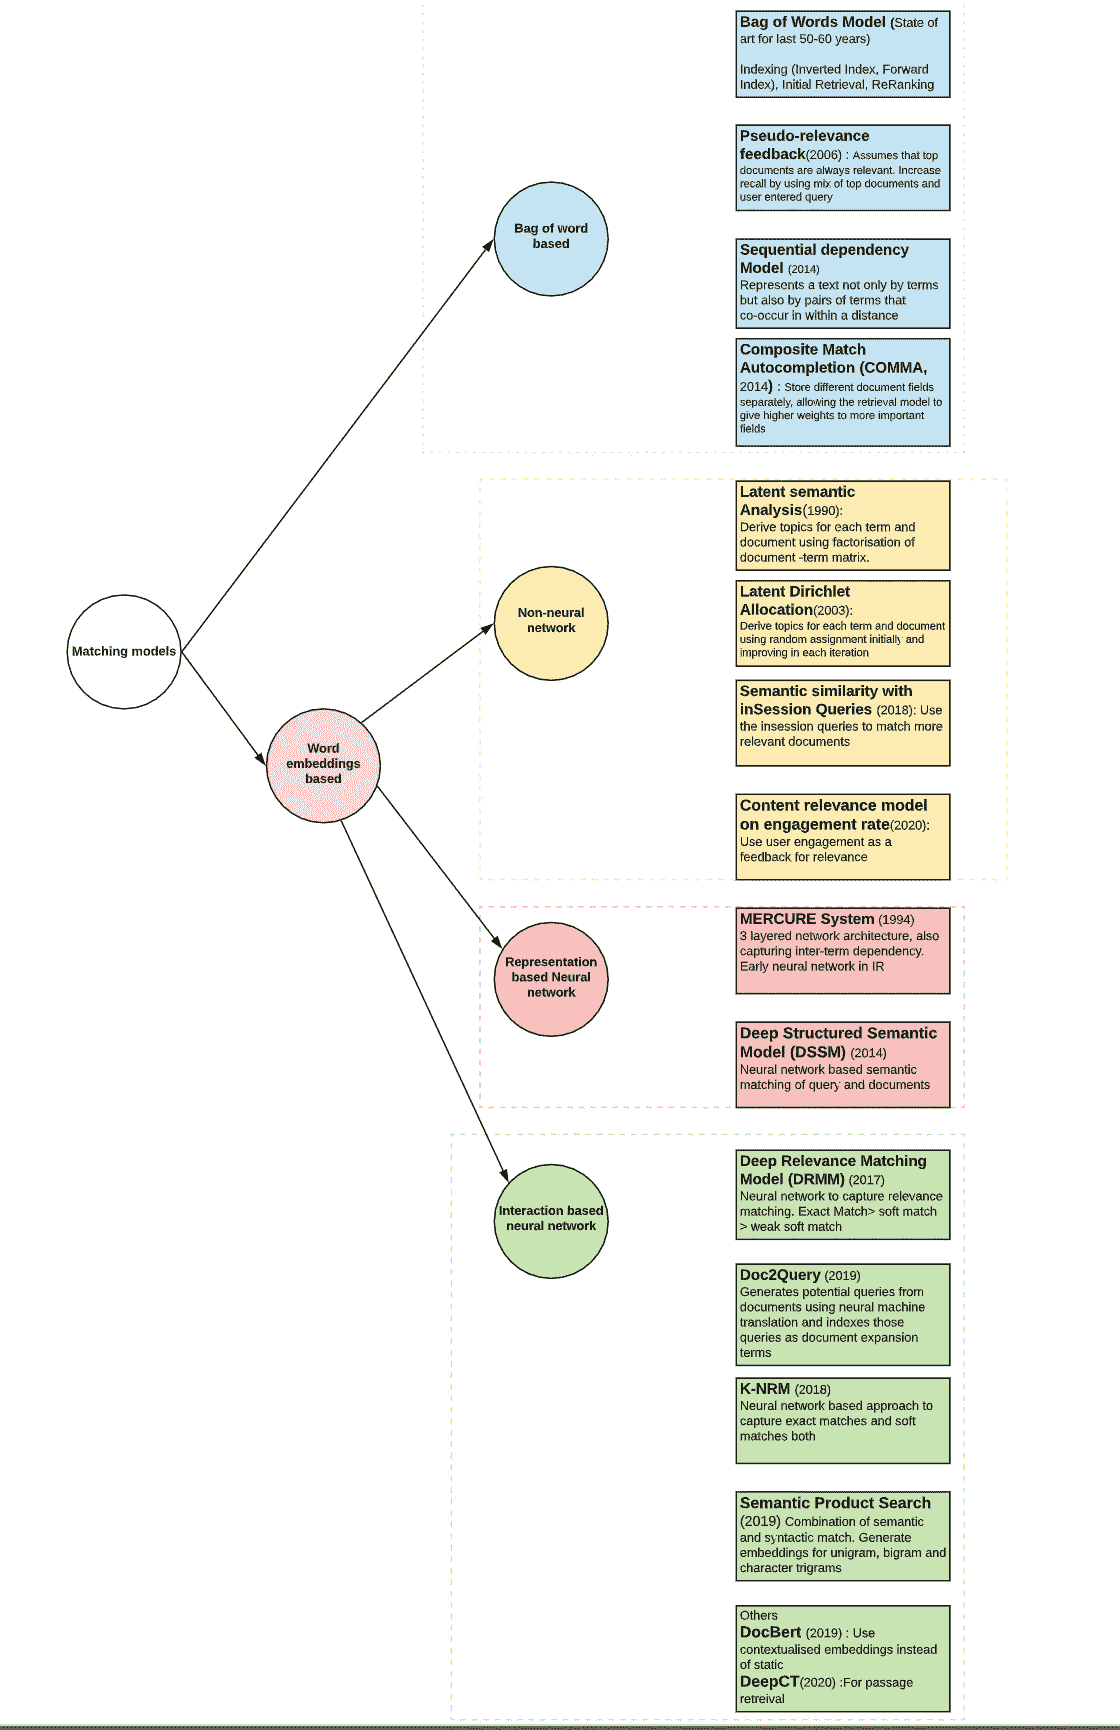 Bag of Words Model (State of
art for last 50-60 years)
Indexing (Inverted Index, Forward
Index), Initial Retrieval, ReRanking
Pseudo-relevance
feedback(2006) : Assumes that top
documents are always relevant. Increase
recall by using mix of top documents and
user entered query
Bag of word
based
Sequential dependency
Model (2014)
Represents a text not only by terms
but also by pairs of terms that
co-occur in within a distance
Composite Match
Autocompletion (COMMA,
2014) : Store different document fields
separately, allowing the retrieval model to
give higher weights to more important
fields
Latent semantic
Analysis(1990):
Derive topics for each term and
document using factorisation of
document -term matrix.
Non-neural
network
Latent Dirichlet
Allocation(2003):
Derive topics for each term and document
using random assignment initially and
improving in each iteration
Matching models
Semantic similarity with
inSession Queries (2018): Use
the insession queries to match more
relevant documents
Word
embeddings
based
Content relevance model
on engagement rate(2020):
Use user engagement as a
feedback for relevance
MERCURE System (1994)
3 layered network architecture, also
capturing inter-term dependency.
Early neural network in IR
Representation
based Neural
network
Deep Structured Semantic
Model (DSSM) (2014)
Neural network based semantic
matching of query and documents
Deep Relevance Matching
Model (DRMM) (2017)
Neural network to capture relevance
matching. Exact Match> soft match
> weak soft match
Interaction based
neural network
Doc2Query (2019)
Generates potential queries from
documents using neural machine
translation and indexes those
queries as document expansion
terms
K-NRM (2018)
Neural network based approach to
capture exact matches and soft
matches both
Semantic Product Search
(2019) Combination of semantic
and syntactic match. Generate
embeddings for unigram, bigram and
character trigrams
Others
DocBert (2019) : Use
contextualised embeddings instead
of static
DeepCT(2020) :For passage
retreival